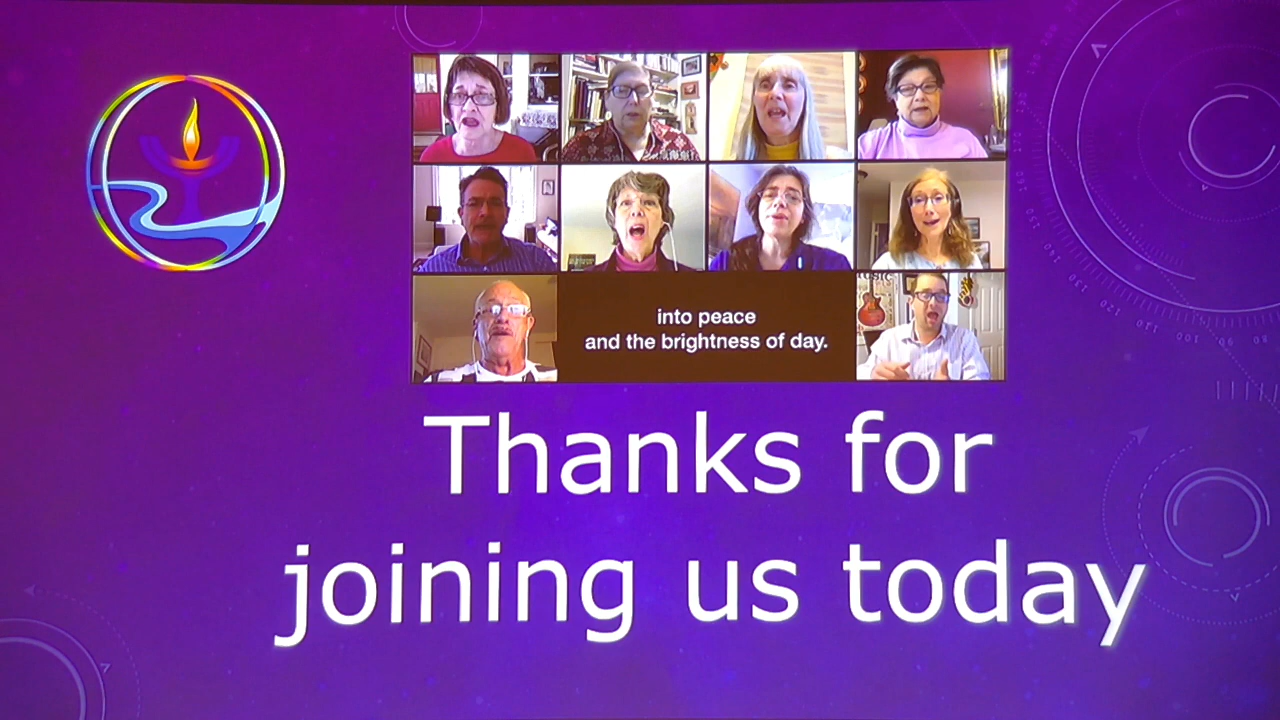 into peace
and the brightness of day.
Thanks for
joining us today